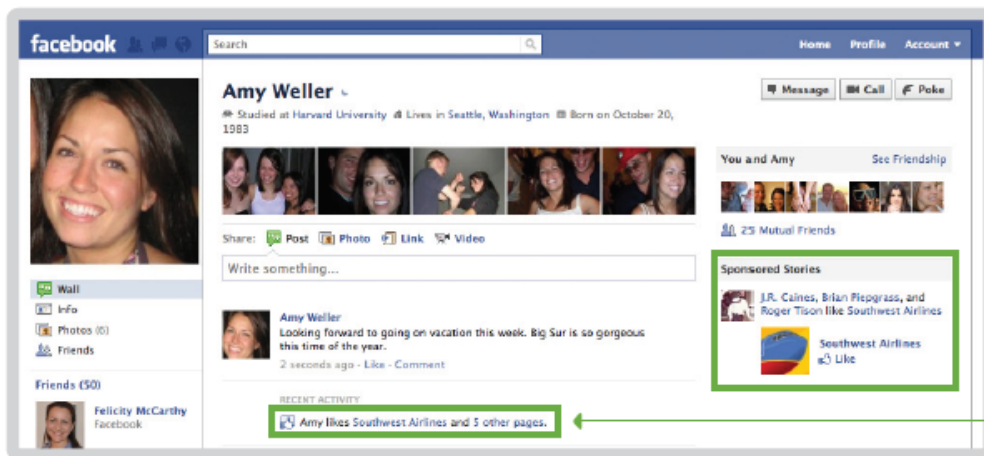 facebook
Search
Home Profile Account
Amy Weller
Studied at Harvard University Lives in Seattle, Washington Born on October 20,
1983
Message Call Poke
You and Amy See Friendship
25 Mutual Friends
Share: Post Photo Link Video
Write something...
Wall
Info
Photos (6)
Friends
Friends (50)
Felicity McCarthy
Facebook
Amy Weller
Looking forward to going on vacation this week. Big Sur is so gorgeous
this time of the year.
2 seconds ago · Like · Comment
RECENT ACTIVITY
Amy likes Southwest Airlines and 5 other pages.
Sponsored Stories
J.R. Caines, Brian Piepgrass, and
Roger Tison like Southwest Airlines
Southwest Airlines
Like